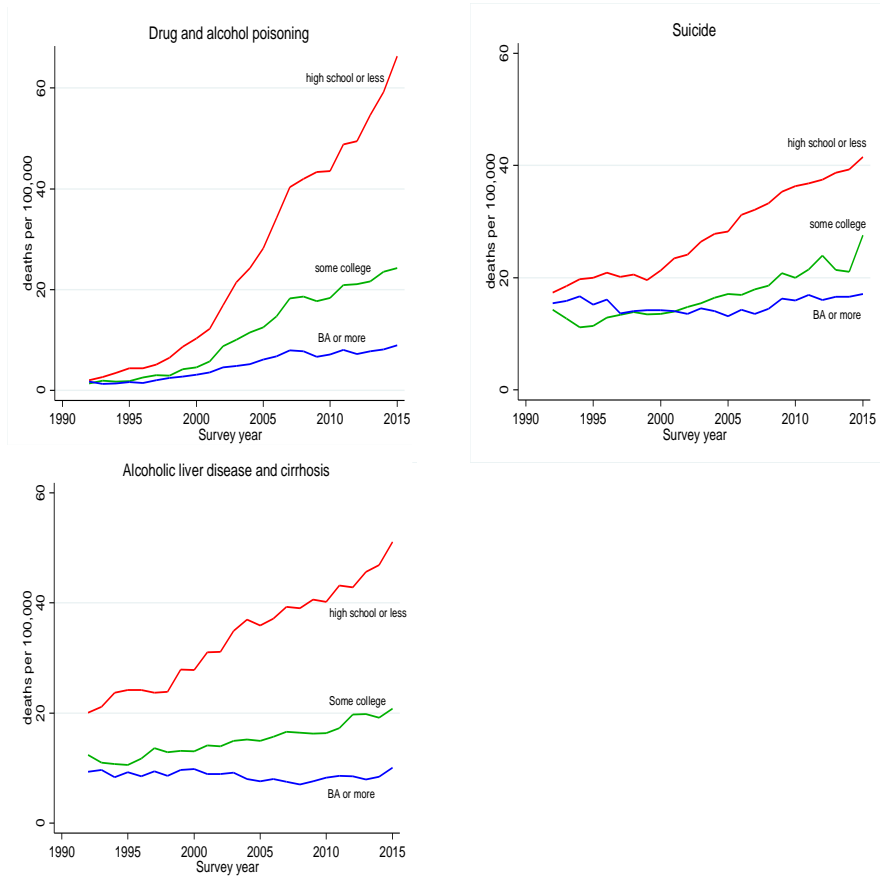 Drug and alcohol poisoning
deaths per 100,000
60
40
20
0
high school or less
some college
BA or more
1990 1995 2000 2005 2010 2015
Survey year
Suicide
deaths per 100,000
60
40
20
0
high school or less
some college
BA or more
1990 1995 2000 2005 2010 2015
Survey year
Alcoholic liver disease and cirrhosis
deaths per 100,000
60
40
20
0
high school or less
Some college
BA or more
1990 1995 2000 2005 2010 2015
Survey year